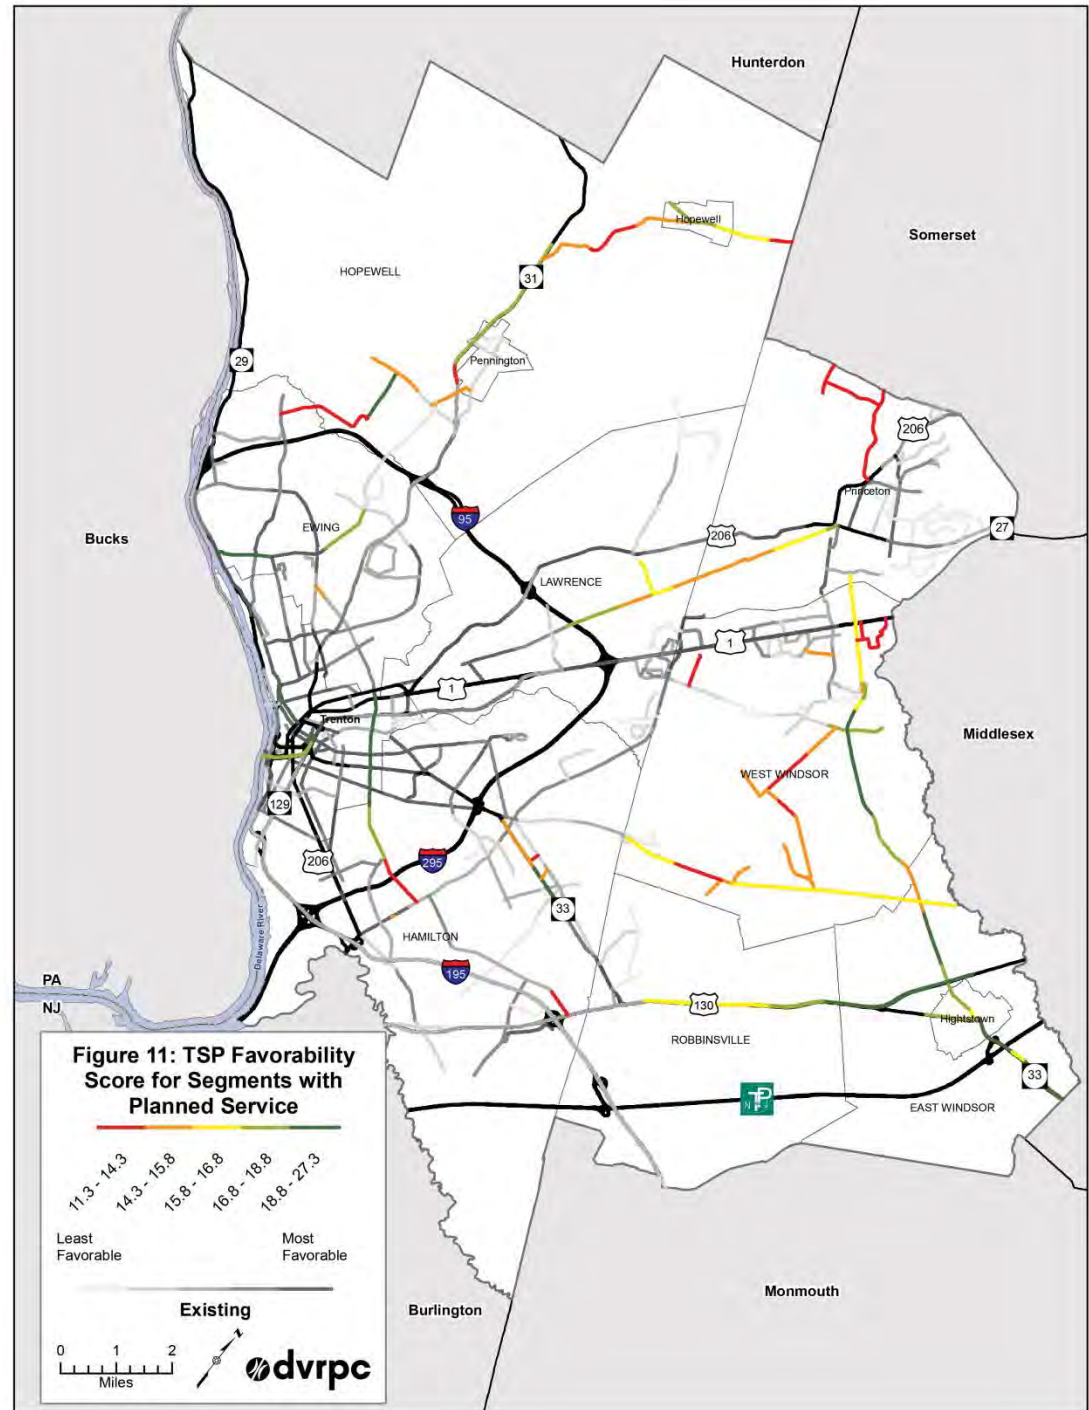 Hunterdon
Hopewell
Somerset
HOPEWELL
31
29
Pennington
206
Princeton
95
EWING
27
206
Bucks
LAWRENCE
1
1
Trenton
Middlesex
WEST WINDSOR
129
206
295
33
Delaware River
HAMILTON
195
PA
NJ
130
Hightstown
ROBBINSVILLE
33
N TP J
EAST WINDSOR
Figure 11: TSP Favorability
Score for Segments with
Planned Service
11.3 - 14.3
14.3 - 15.8
15.8 - 16.8
16.8 - 18.8
18.8 - 27.3
Least
Favorable
Most
Favorable
Existing
0 1 2
Miles
N
dvrpc
Burlington
Monmouth